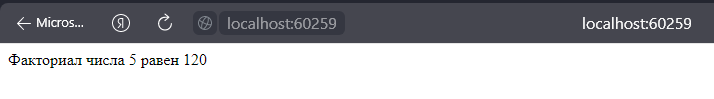 Micros... Я localhost:60259 localhost:60259
Факториал числа 5 равен 120